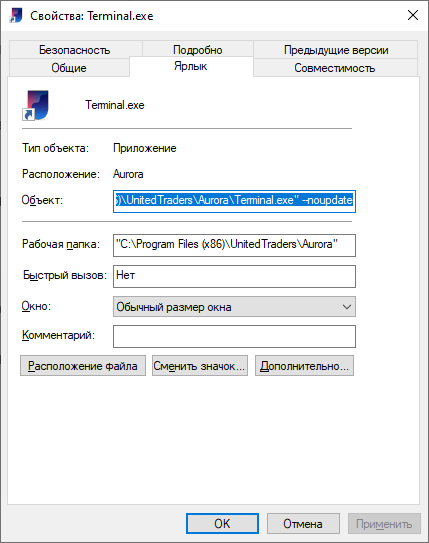 Свойства: Terminal.exe
Безопасность Подробно Предыдущие версии
Общие Ярлык Совместимость
Terminal.exe
Тип объекта: Приложение
Расположение: Aurora
Объект: 6)\UnitedTraders\Aurora\Terminal.exe" –noupdate
Рабочая папка: "C:\Program Files (x86)\UnitedTraders\Aurora"
Быстрый вызов: Нет
Окно: Обычный размер окна
Комментарий:
Расположение файла Сменить значок... Дополнительно...
OK Отмена Применить